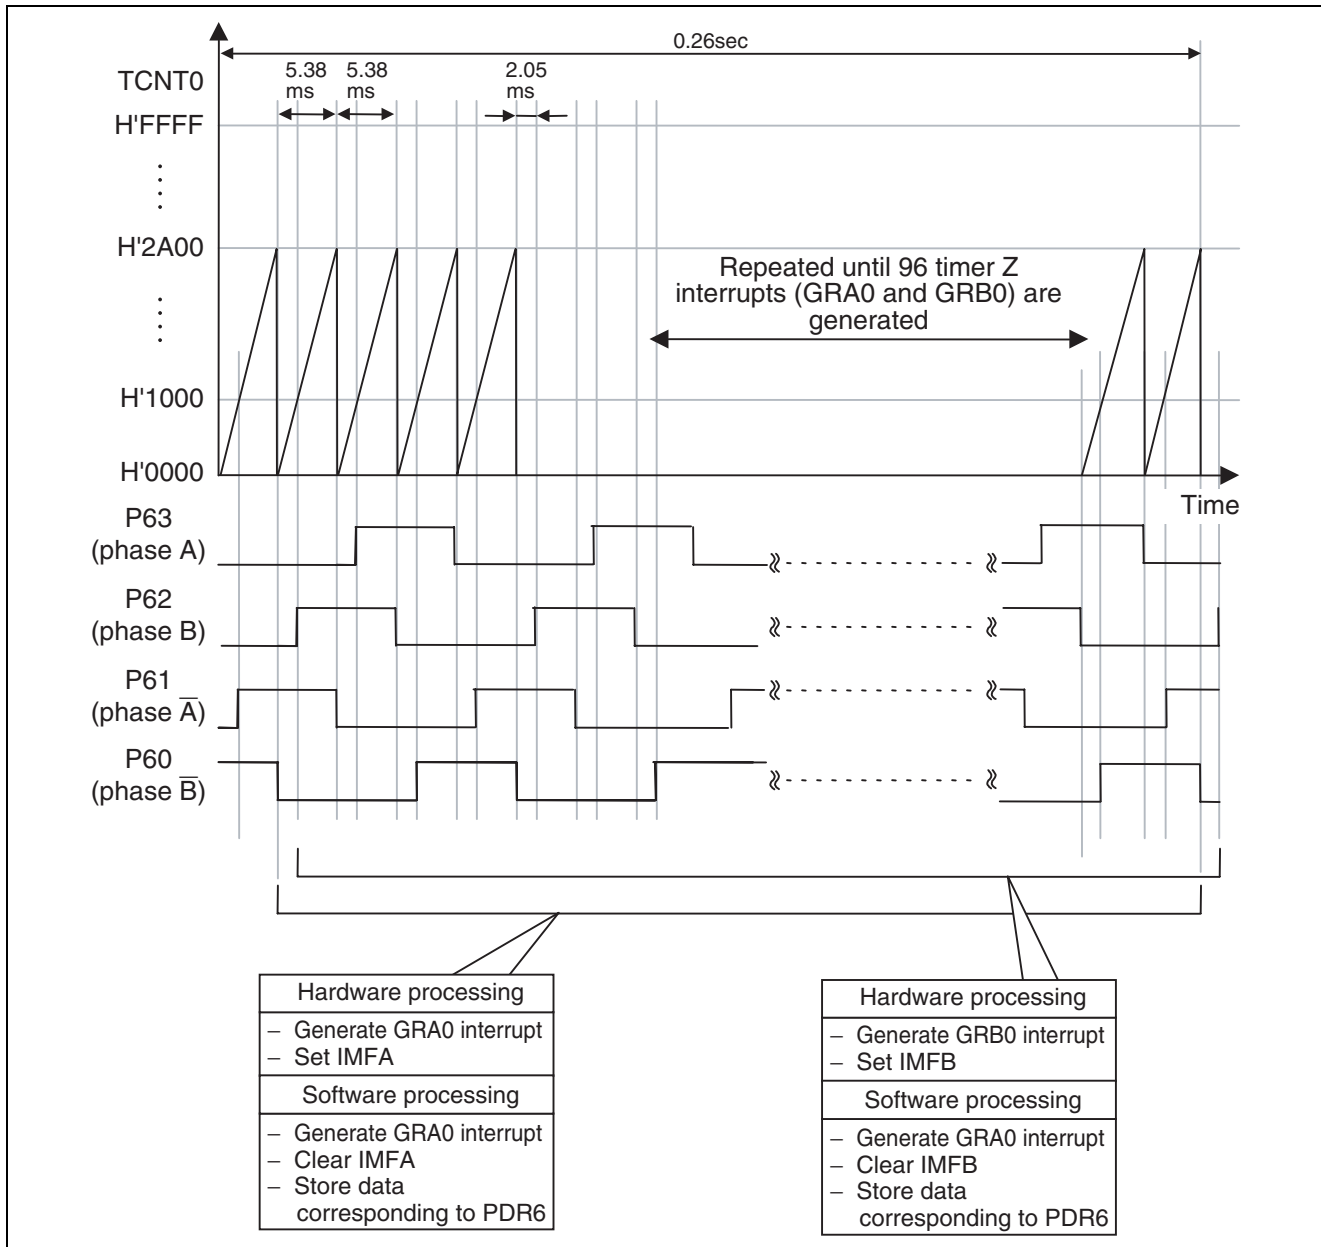 0.26sec
TCNT0
5.38
ms
5.38
ms
2.05
ms
H'FFFF
H'2A00
Repeated until 96 timer Z
interrupts (GRA0 and GRB0) are
generated
H'1000
H'0000
Time
P63
(phase A)
P62
(phase B)
P61
(phase A̅)
P60
(phase B̅)
Hardware processing
– Generate GRA0 interrupt
– Set IMFA
Software processing
– Generate GRA0 interrupt
– Clear IMFA
– Store data
corresponding to PDR6
Hardware processing
– Generate GRB0 interrupt
– Set IMFB
Software processing
– Generate GRA0 interrupt
– Clear IMFB
– Store data
corresponding to PDR6